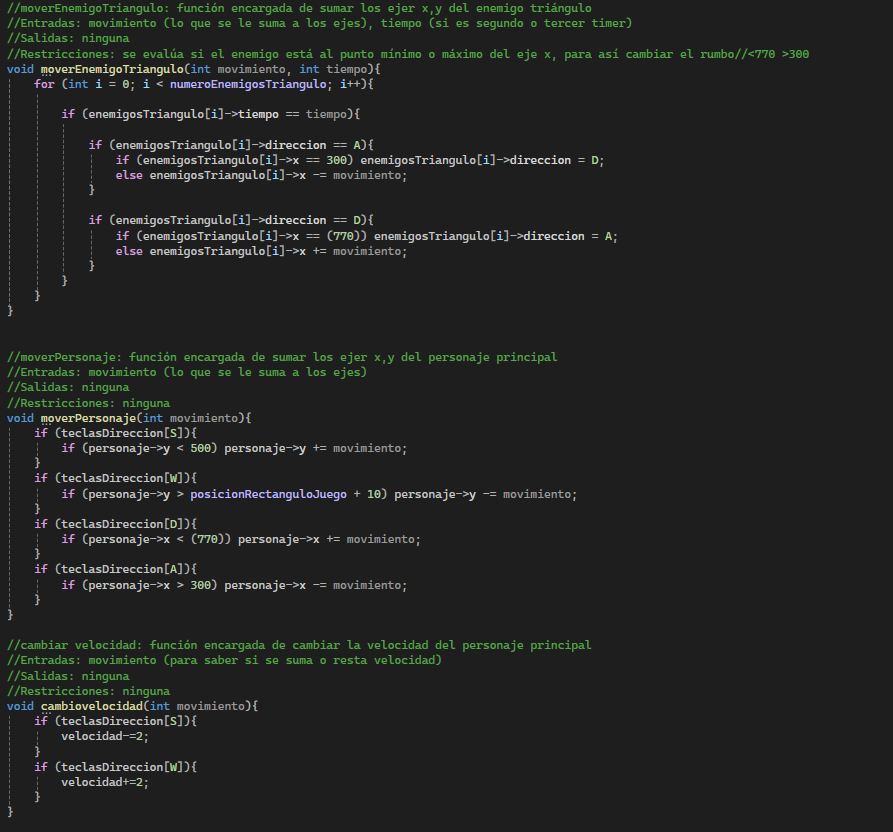 //moverEnemigoTriangulo: función encargada de sumar los ejer x,y del enemigo triángulo
//Entradas: movimiento (lo que se le suma a los ejes), tiempo (si es segundo o tercer timer)
//Salidas: ninguna
//Restricciones: se evalúa si el enemigo está al punto mínimo o máximo del eje x, para así cambiar el rumbo//<770 >300
void moverEnemigoTriangulo(int movimiento, int tiempo){
    for (int i = 0; i < numeroEnemigosTriangulo; i++){

        if (enemigosTriangulo[i]->tiempo == tiempo){

            if (enemigosTriangulo[i]->direccion == A){
                if (enemigosTriangulo[i]->x == 300) enemigosTriangulo[i]->direccion = D;
                else enemigosTriangulo[i]->x -= movimiento;
            }

            if (enemigosTriangulo[i]->direccion == D){
                if (enemigosTriangulo[i]->x == (770)) enemigosTriangulo[i]->direccion = A;
                else enemigosTriangulo[i]->x += movimiento;
            }
        }
    }
}

//moverPersonaje: función encargada de sumar los ejer x,y del personaje principal
//Entradas: movimiento (lo que se le suma a los ejes)
//Salidas: ninguna
//Restricciones: ninguna
void moverPersonaje(int movimiento){
    if (teclasDireccion[S]){
        if (personaje->y < 500) personaje->y += movimiento;
    }
    if (teclasDireccion[W]){
        if (personaje->y > posicionRectanguloJuego + 10) personaje->y -= movimiento;
    }
    if (teclasDireccion[D]){
        if (personaje->x < (770)) personaje->x += movimiento;
    }
    if (teclasDireccion[A]){
        if (personaje->x > 300) personaje->x -= movimiento;
    }
}

//cambiar velocidad: función encargada de cambiar la velocidad del personaje principal
//Entradas: movimiento (para saber si se suma o resta velocidad)
//Salidas: ninguna
//Restricciones: ninguna
void cambiovelocidad(int movimiento){
    if (teclasDireccion[S]){
        velocidad-=2;
    }
    if (teclasDireccion[W]){
        velocidad+=2;
    }
}